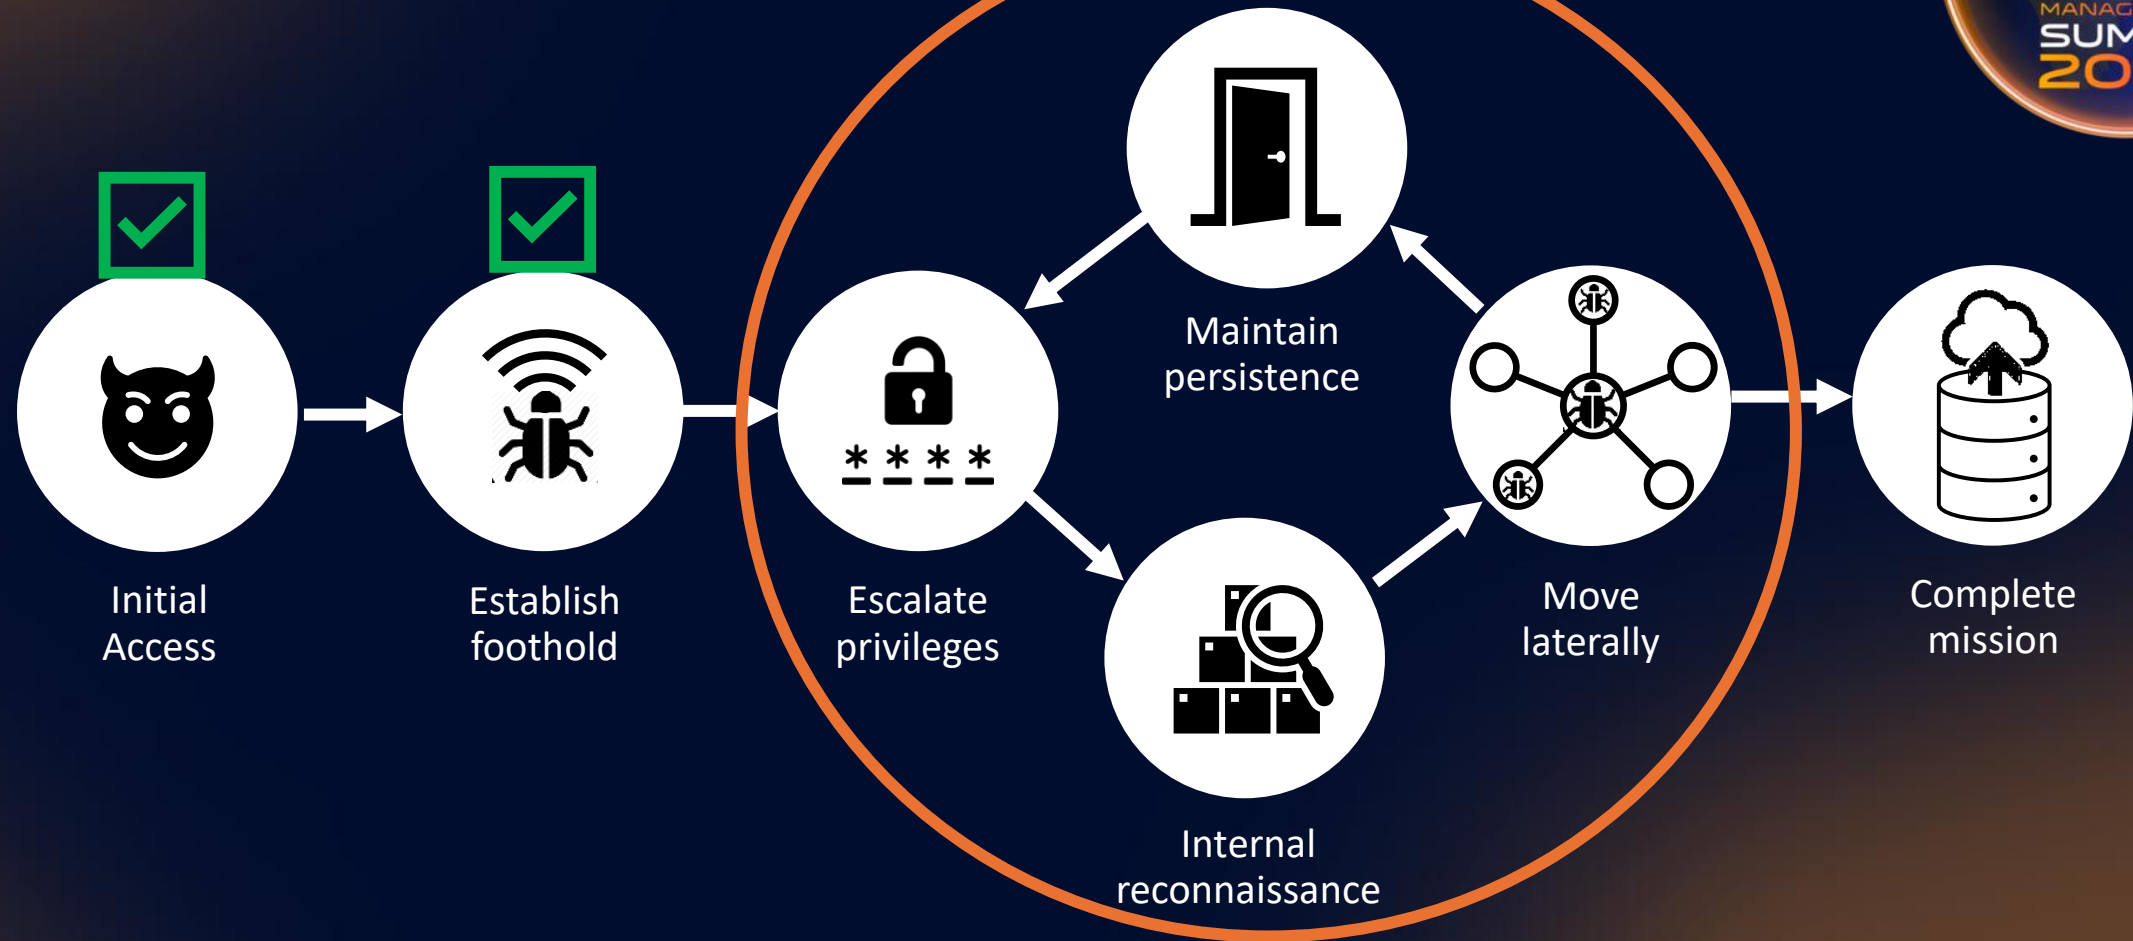 Initial
Access
Establish
foothold
Escalate
privileges
Maintain
persistence
Internal
reconnaissance
Move
laterally
Complete
mission
* * * *